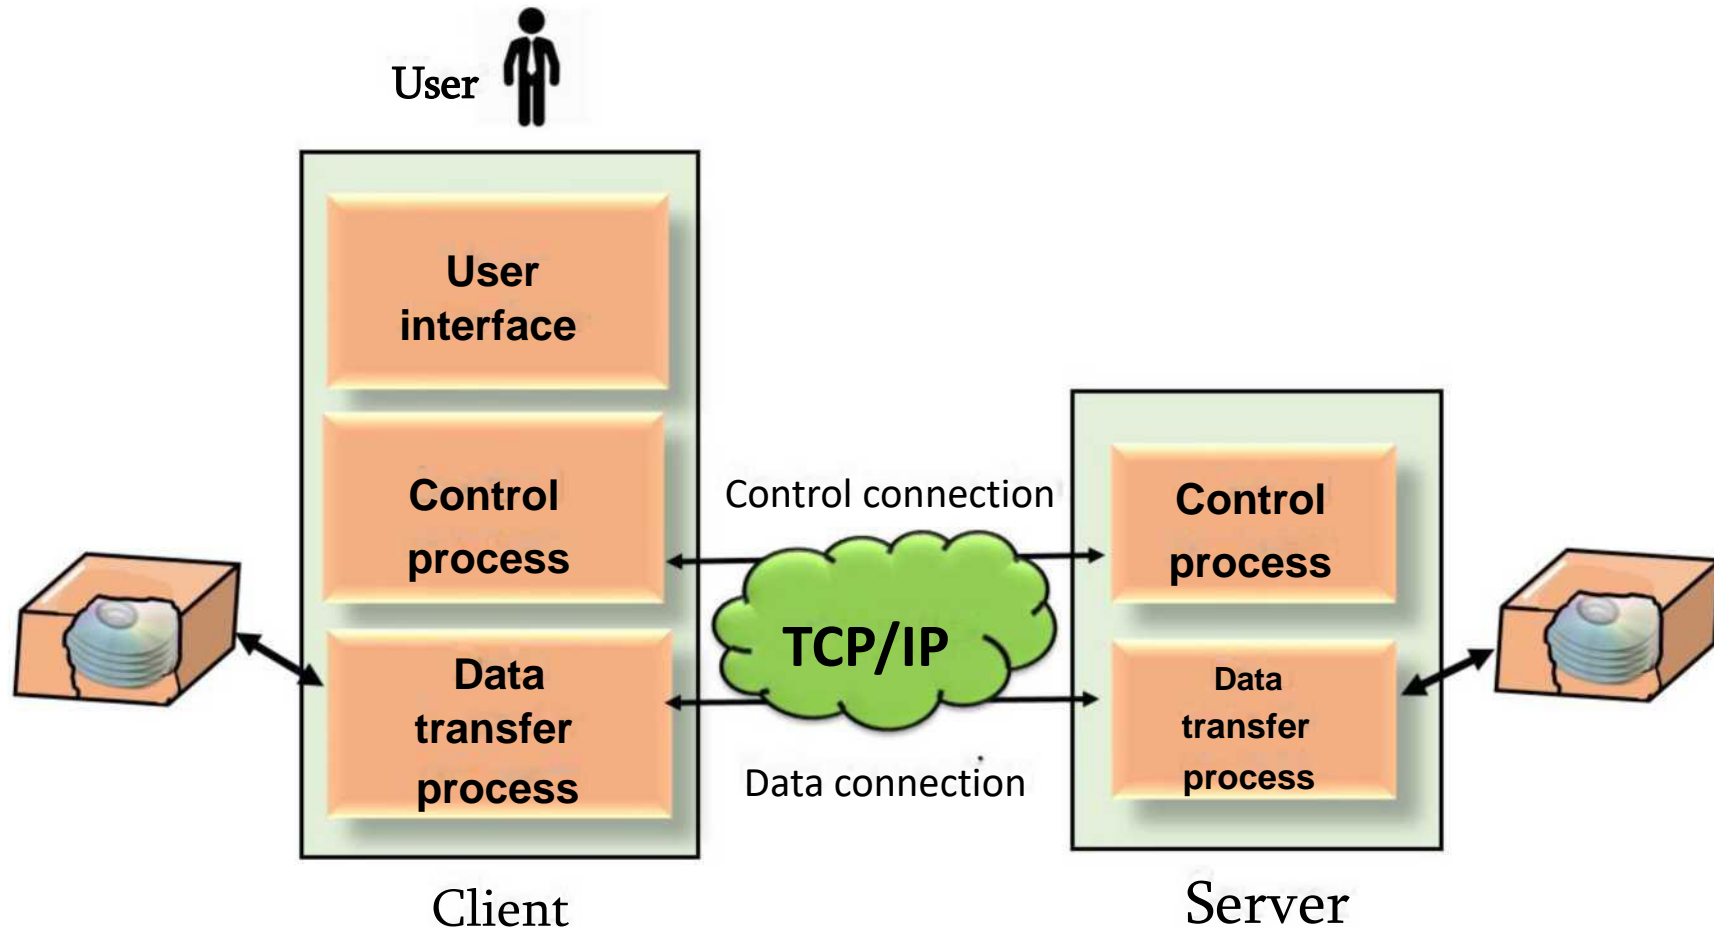 User
User
interface
Control
process
Data
transfer
process
Client
Control connection
TCP/IP
Data connection
Control
process
Data
transfer
process
Server